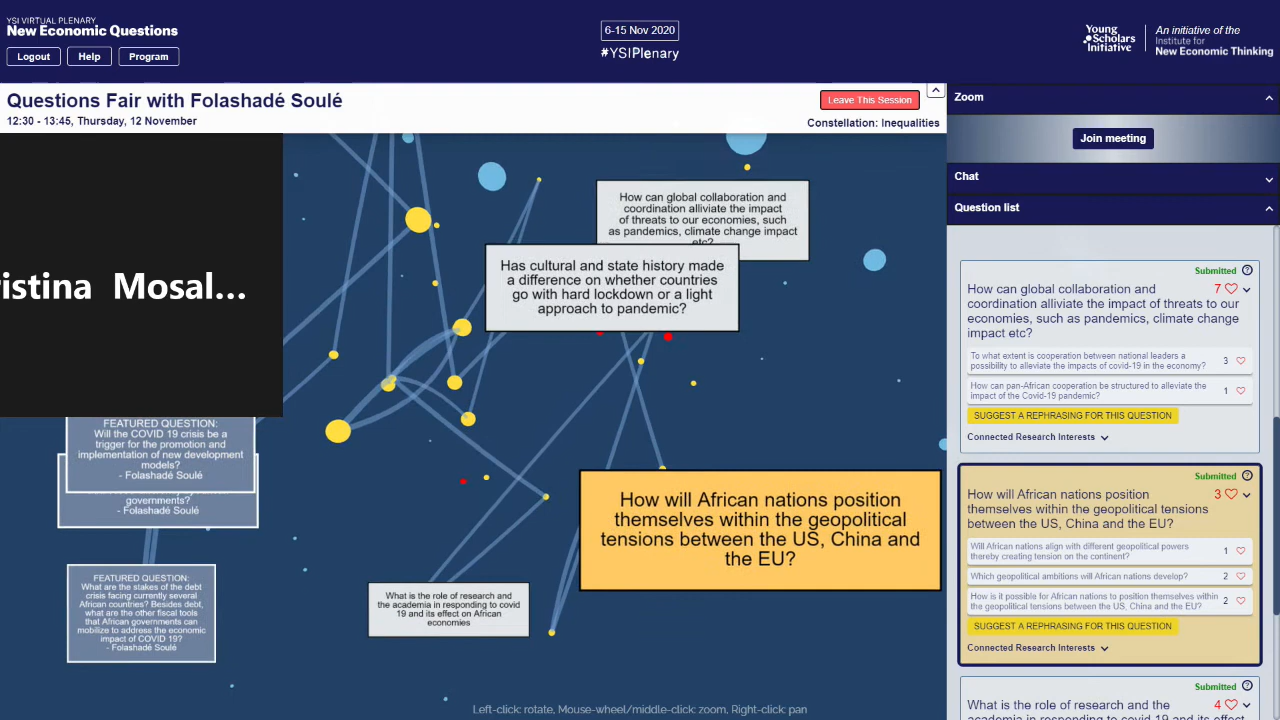 YSI VIRTUAL PLENARY
New Economic Questions
Logout
Help
Program
6-15 Nov 2020
#YSIPlenary
Young
Scholars
Initiative
An initiative of the
Institute for
New Economic Thinking
Questions Fair with Folashadé Soulé
12:30 - 13:45, Thursday, 12 November
Leave This Session
Constellation: Inequalities
istina Mosal...
How can global collaboration and
coordination alliviate the impact
of threats to our economies, such
as pandemics, climate change impact
etc?
Has cultural and state history made
a difference on whether countries
go with hard lockdown or a light
approach to pandemic?
FEATURED QUESTION:
Will the COVID 19 crisis be a
trigger for the promotion and
implementation of new development
models?
- Folashadé Soulé
governments?
- Folashadé Soulé
How will African nations position
themselves within the geopolitical
tensions between the US, China and
the EU?
FEATURED QUESTION:
What are the stakes of the debt
crisis facing currently several
African countries? Besides debt,
what are the other fiscal tools
that African governments can
mobilize to address the economic
impact of COVID 19?
- Folashadé Soulé
What is the role of research and
the academia in responding to covid
19 and its effect on African
economies
Left-click: rotate, Mouse-wheel/middle-click: zoom, Right-click: pan
Zoom
Join meeting
Chat
Question list
Submitted
How can global collaboration and
coordination alliviate the impact of threats to our
economies, such as pandemics, climate change
impact etc?
7
To what extent is cooperation between national leaders a
possibility to alleviate the impacts of covid-19 in the economy?
3
How can pan-African cooperation be structured to alleviate the
impact of the Covid-19 pandemic?
1
SUGGEST A REPHRASING FOR THIS QUESTION
Connected Research Interests
Submitted
How will African nations position
themselves within the geopolitical tensions
between the US, China and the EU?
3
Will African nations align with different geopolitical powers
thereby creating tension on the continent?
1
Which geopolitical ambitions will African nations develop?
2
How is it possible for African nations to position themselves within
the geopolitical tensions between the US, China and the EU?
2
SUGGEST A REPHRASING FOR THIS QUESTION
Connected Research Interests
Submitted
What is the role of research and the
4
academia in responding to covid 19 and its effect